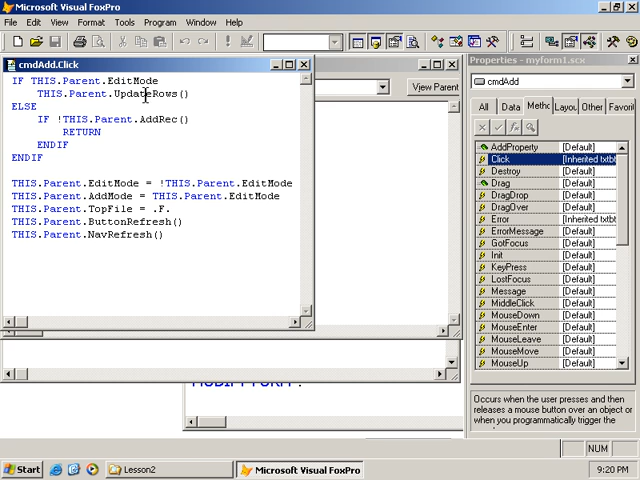 Microsoft Visual FoxPro
File Edit View Format Tools Program Window Help
cmdAdd.Click
IF THIS.Parent.EditMode
THIS.Parent.UpdateRows()
ELSE
IF !THIS.Parent.AddRec()
RETURN
ENDIF
ENDIF
THIS.Parent.EditMode = !THIS.Parent.EditMode
THIS.Parent.AddMode = THIS.Parent.EditMode
THIS.Parent.TopFile = .F.
THIS.Parent.ButtonRefresh()
THIS.Parent.NavRefresh()
View Parent
Properties - myform1.scx
cmdAdd
All Data Metho Layou Other Favori
AddProperty [Default]
Click [Inherited txtbt
Destroy [Default]
Drag [Default]
DragDrop [Default]
DragOver [Default]
Error [Inherited txtbt
ErrorMessage [Default]
GotFocus [Default]
Init [Default]
KeyPress [Default]
LostFocus [Default]
Message [Default]
MiddleClick [Default]
MouseDown [Default]
MouseEnter [Default]
MouseLeave [Default]
MouseMove [Default]
MouseUp [Default]
Occurs when the user presses and then
releases a mouse button over an object or
when you programmatically trigger the
NUM
Start Lesson2 Microsoft Visual FoxPro 9:20 PM